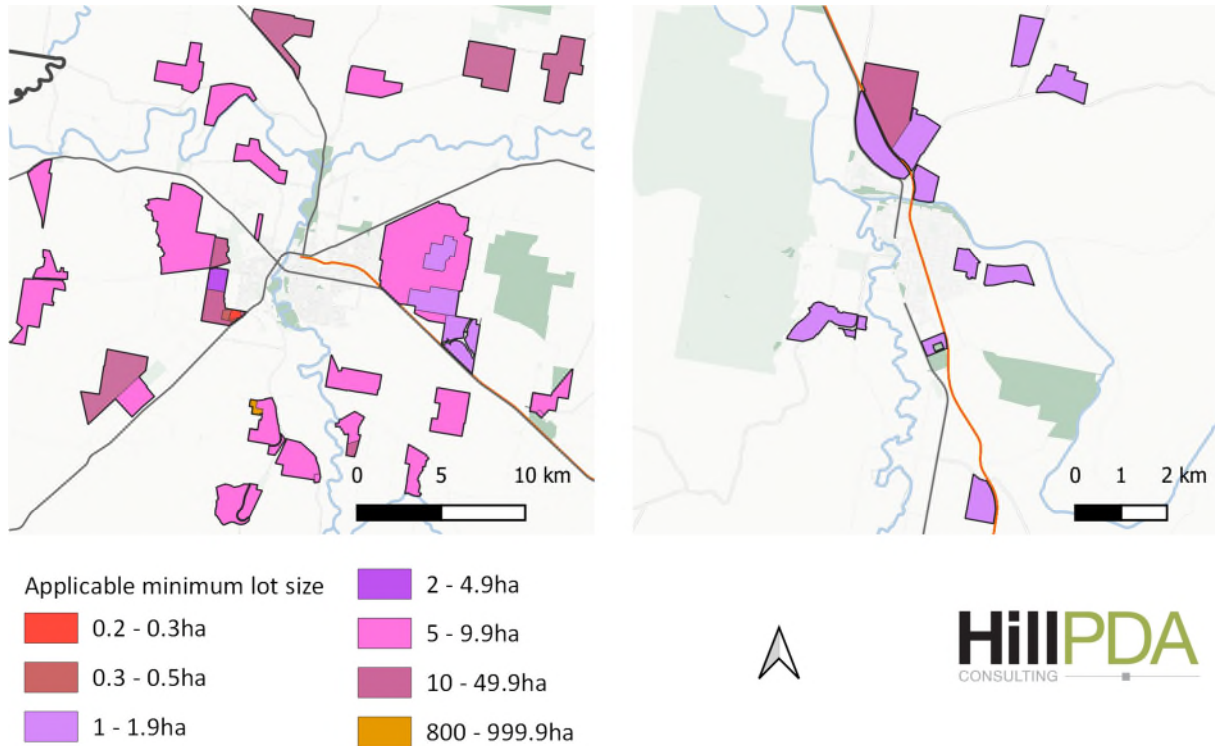 0 5 10 km
0 1 2 km
Applicable minimum lot size
0.2 - 0.3ha
0.3 - 0.5ha
1 - 1.9ha
2 - 4.9ha
5 - 9.9ha
10 - 49.9ha
800 - 999.9ha
HillPDA
CONSULTING